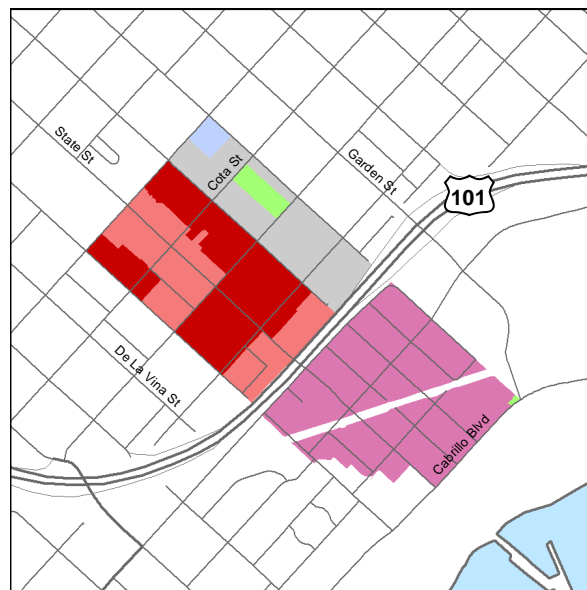 State St
Cota St
Garden St
101
De La Vina St
Cabrillo Blvd